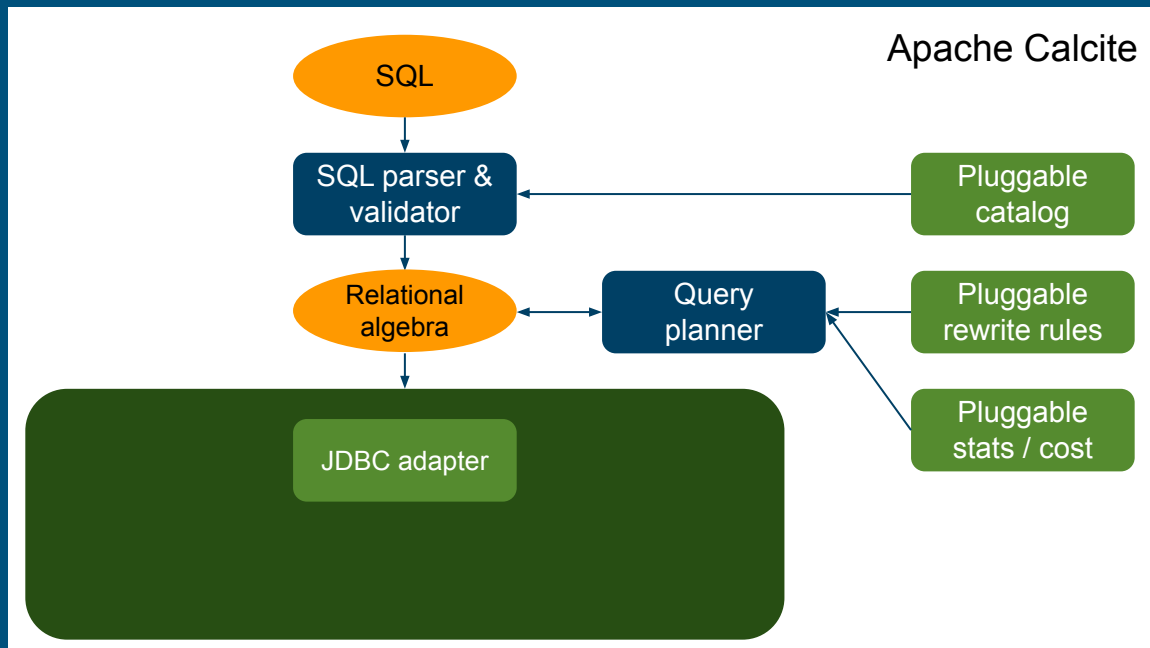 Apache Calcite
SQL
SQL parser &
validator
Pluggable
catalog
Relational
algebra
Query
planner
Pluggable
rewrite rules
Pluggable
stats / cost
JDBC adapter